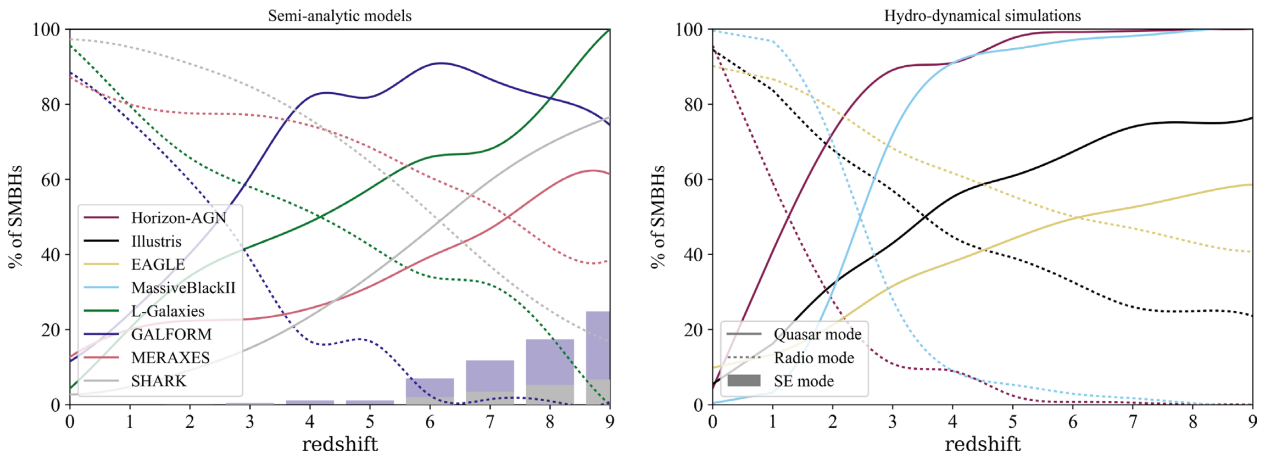 Semi-analytic models
Hydro-dynamical simulations
% of SMBHs
100
80
60
40
20
0
Horizon-AGN
Illustris
EAGLE
MassiveBlackII
L-Galaxies
GALFORM
MERAXES
SHARK
0 1 2 3 4 5 6 7 8 9
redshift
% of SMBHs
100
80
60
40
20
0
Quasar mode
Radio mode
SE mode
0 1 2 3 4 5 6 7 8 9
redshift